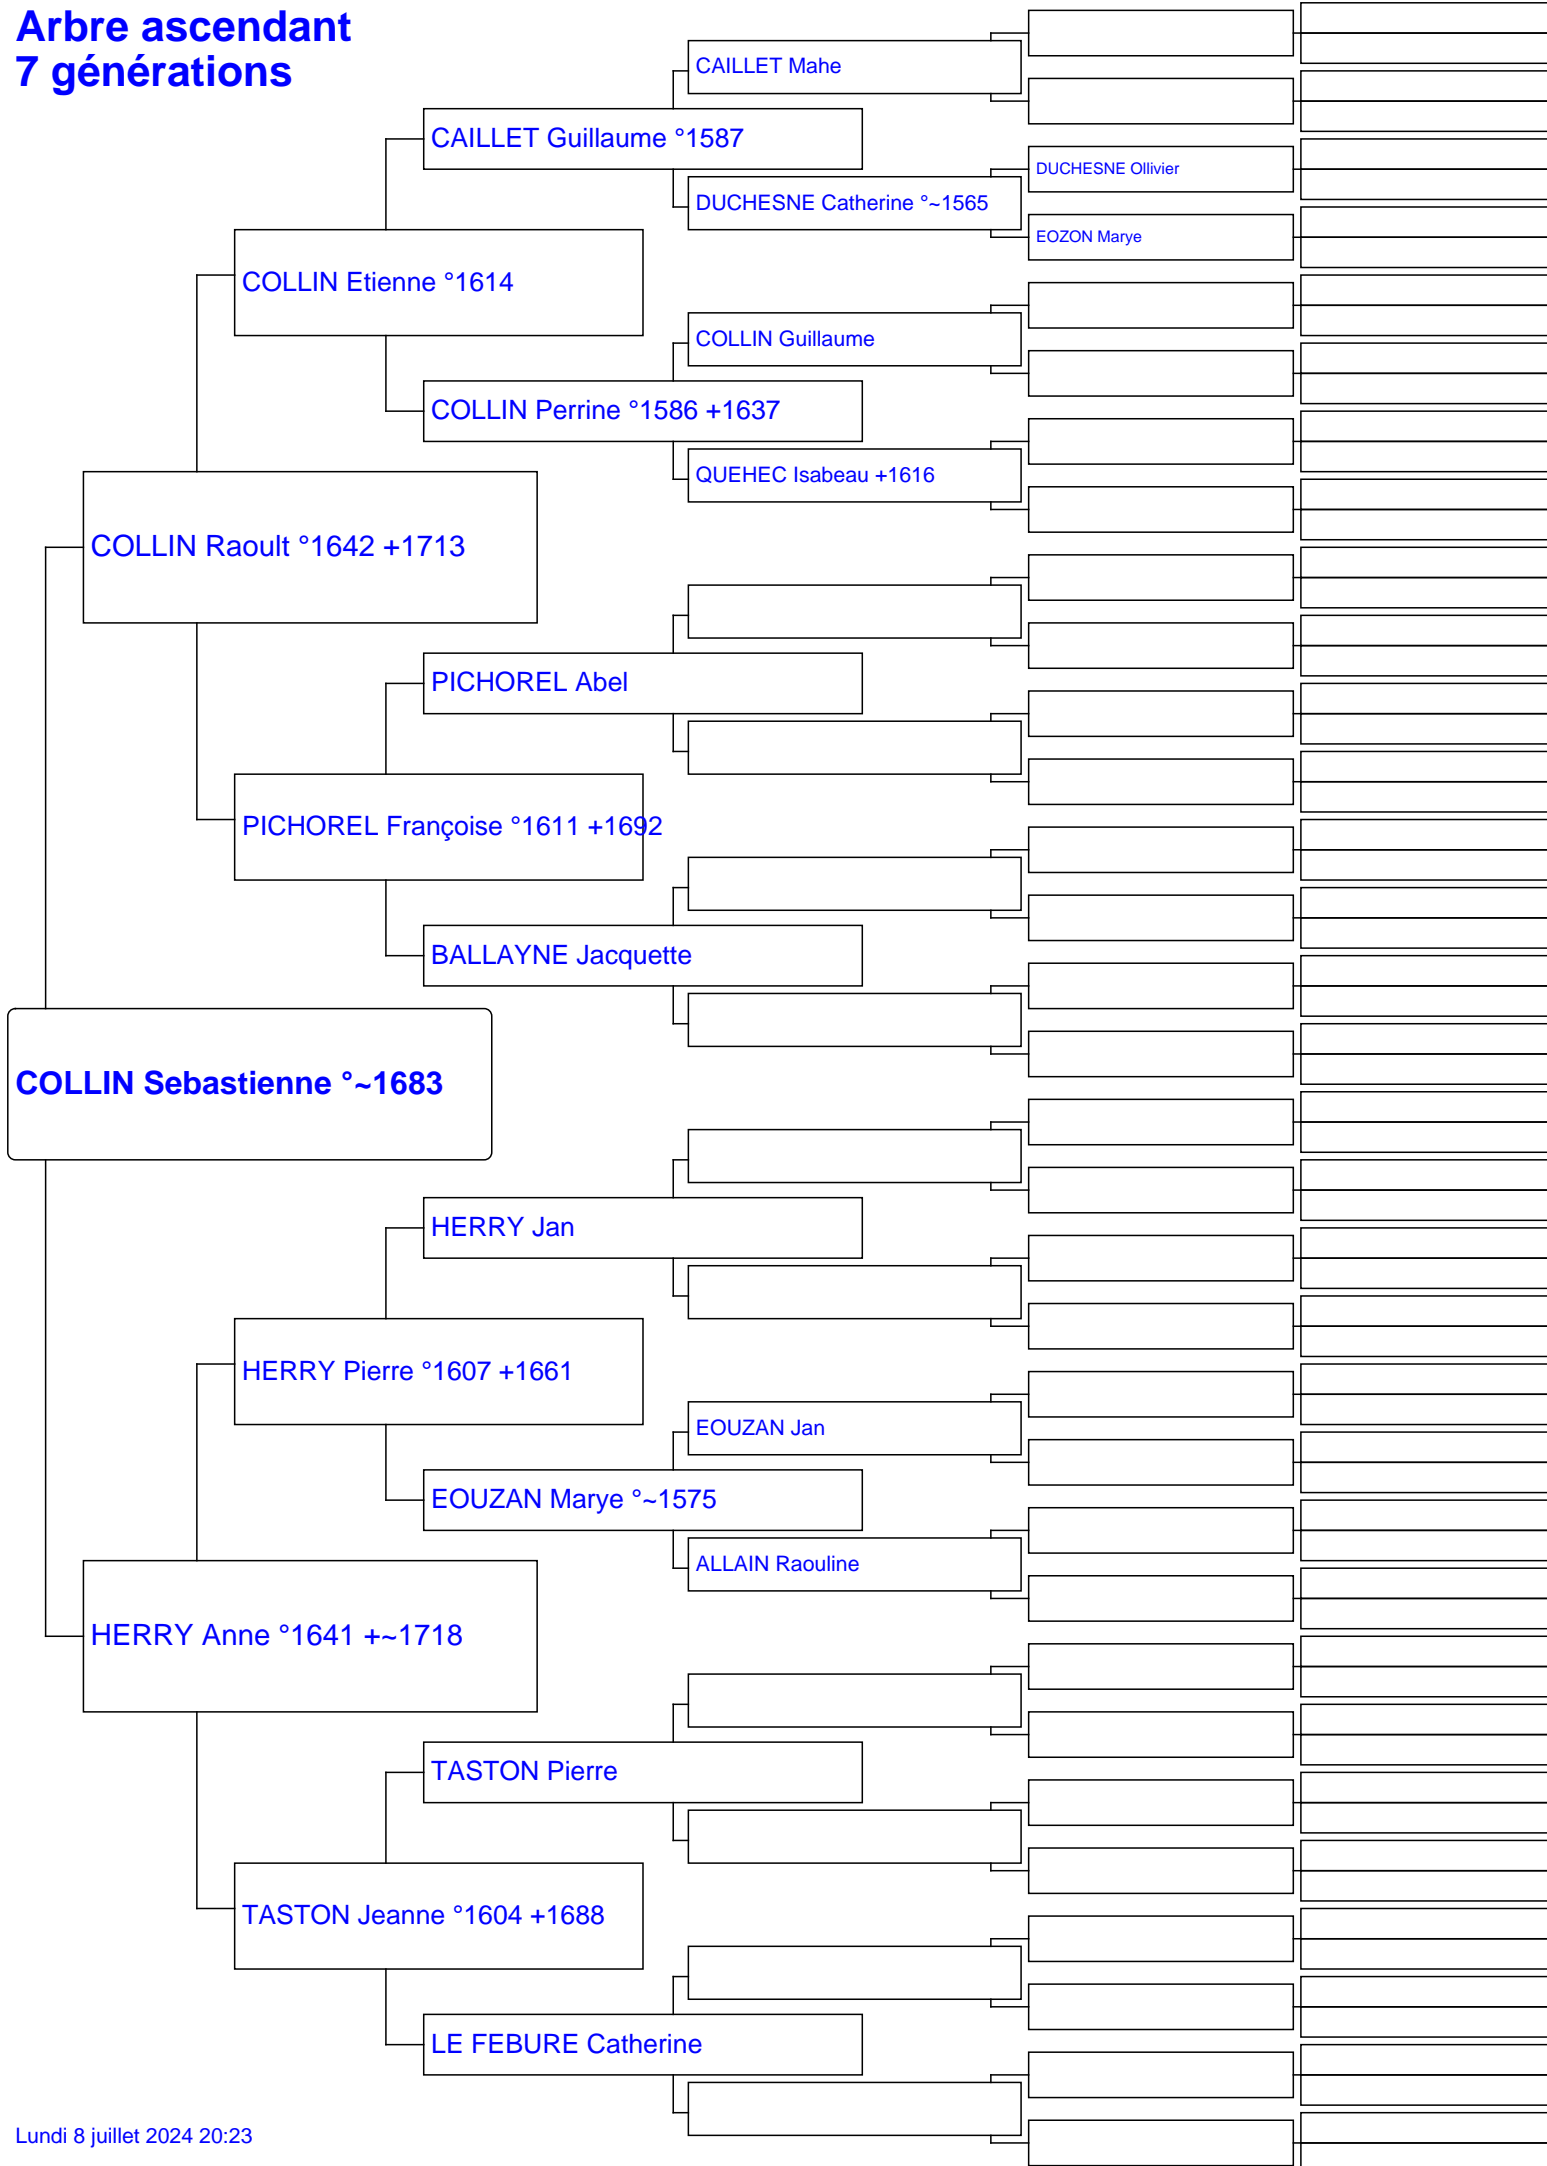 Arbre ascendant
7 générations
CAILLET Mahe
CAILLET Guillaume °1587
DUCHESNE Ollivier
DUCHESNE Catherine °~1565
EOZON Marye
COLLIN Etienne °1614
COLLIN Guillaume
COLLIN Perrine °1586 +1637
QUEHEC Isabeau +1616
COLLIN Raoult °1642 +1713
PICHOREL Abel
PICHOREL Françoise °1611 +1692
BALLAYNE Jacquette
COLLIN Sebastienne °~1683
HERRY Jan
HERRY Pierre °1607 +1661
EOUZAN Jan
EOUZAN Marye °~1575
ALLAIN Raouline
HERRY Anne °1641 +~1718
TASTON Pierre
TASTON Jeanne °1604 +1688
LE FEBURE Catherine
Lundi 8 juillet 2024 20:23